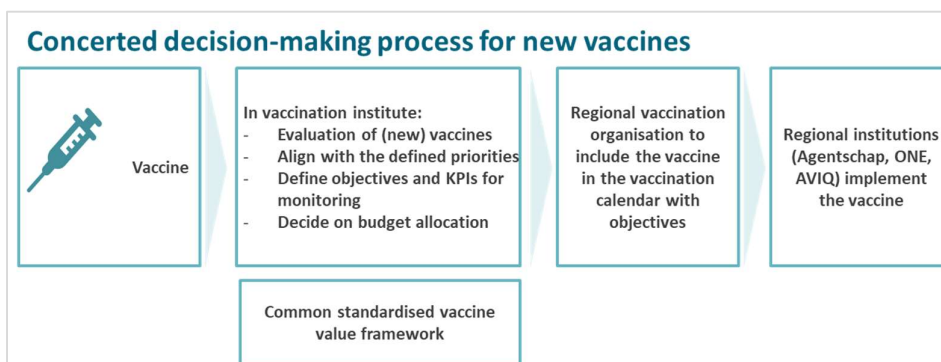 Concerted decision-making process for new vaccines
Vaccine
In vaccination institute:
- Evaluation of (new) vaccines
- Align with the defined priorities
- Define objectives and KPIs for
monitoring
- Decide on budget allocation
Regional vaccination
organisation to
include the vaccine
in the vaccination
calendar with
objectives
Regional institutions
(Agentschap, ONE,
AVIQ) implement
the vaccine
Common standardised vaccine
value framework